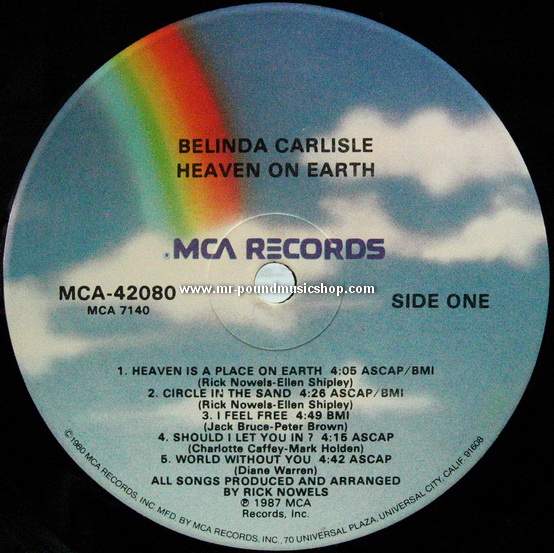 BELINDA CARLISLE
HEAVEN ON EARTH
MCA RECORDS
MCA-42080
MCA 7140
www.mr-poundmusicshop.com
SIDE ONE
1. HEAVEN IS A PLACE ON EARTH 4:05 ASCAP/BMI
(Rick Nowels-Ellen Shipley)
2. CIRCLE IN THE SAND 4:26 ASCAP/BMI
(Rick Nowels-Ellen Shipley)
3. I FEEL FREE 4:49 BMI
(Jack Bruce-Peter Brown)
4. SHOULD I LET YOU IN ? 4:15 ASCAP
(Charlotte Caffey-Mark Holden)
5. WORLD WITHOUT YOU 4:42 ASCAP
(Diane Warren)
ALL SONGS PRODUCED AND ARRANGED
BY RICK NOWELS
℗ 1987 MCA
Records, Inc.
©1980 MCA RECORDS, INC. MFD. BY MCA RECORDS, INC., 70 UNIVERSAL PLAZA, UNIVERSAL CITY, CALIF. 91608